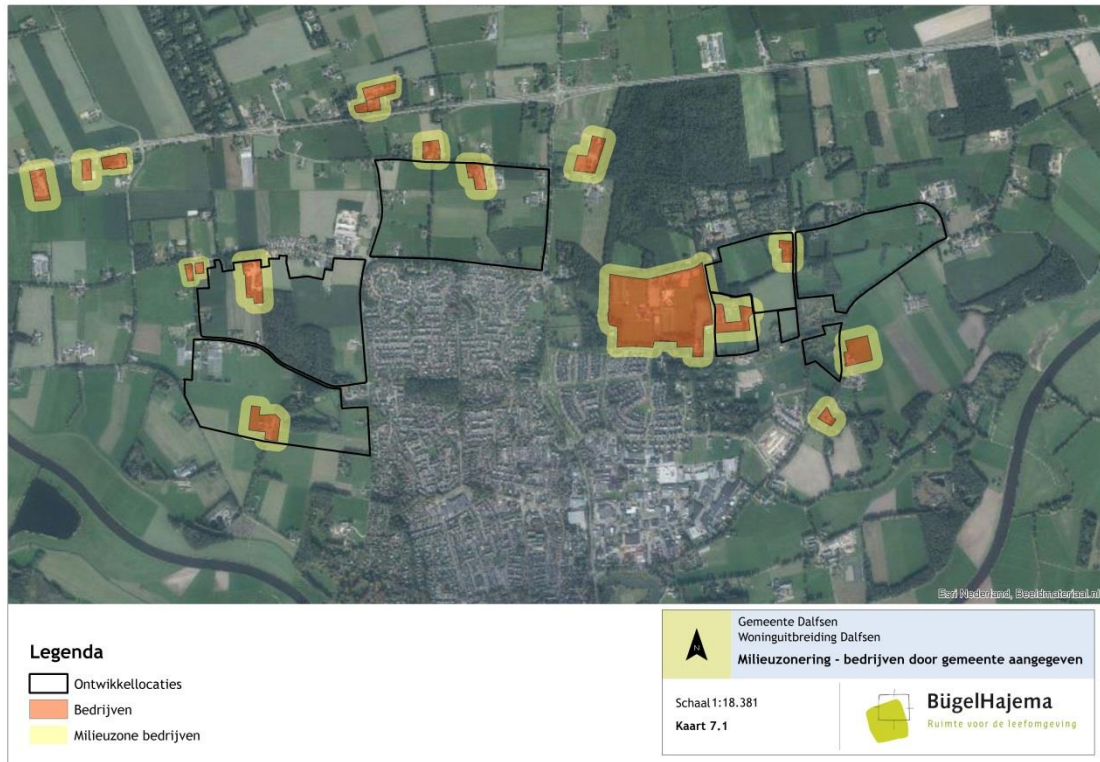 Esri Nederland, Beeldmateriaal.nl
Legenda
Ontwikkellocaties
Bedrijven
Milieuzone bedrijven
N
Gemeente Dalfsen
Woninguitbreiding Dalfsen
Milieuzonering - bedrijven door gemeente aangegeven
Schaal 1:18.381
Kaart 7.1
BügelHajema
Ruimte voor de leefomgeving